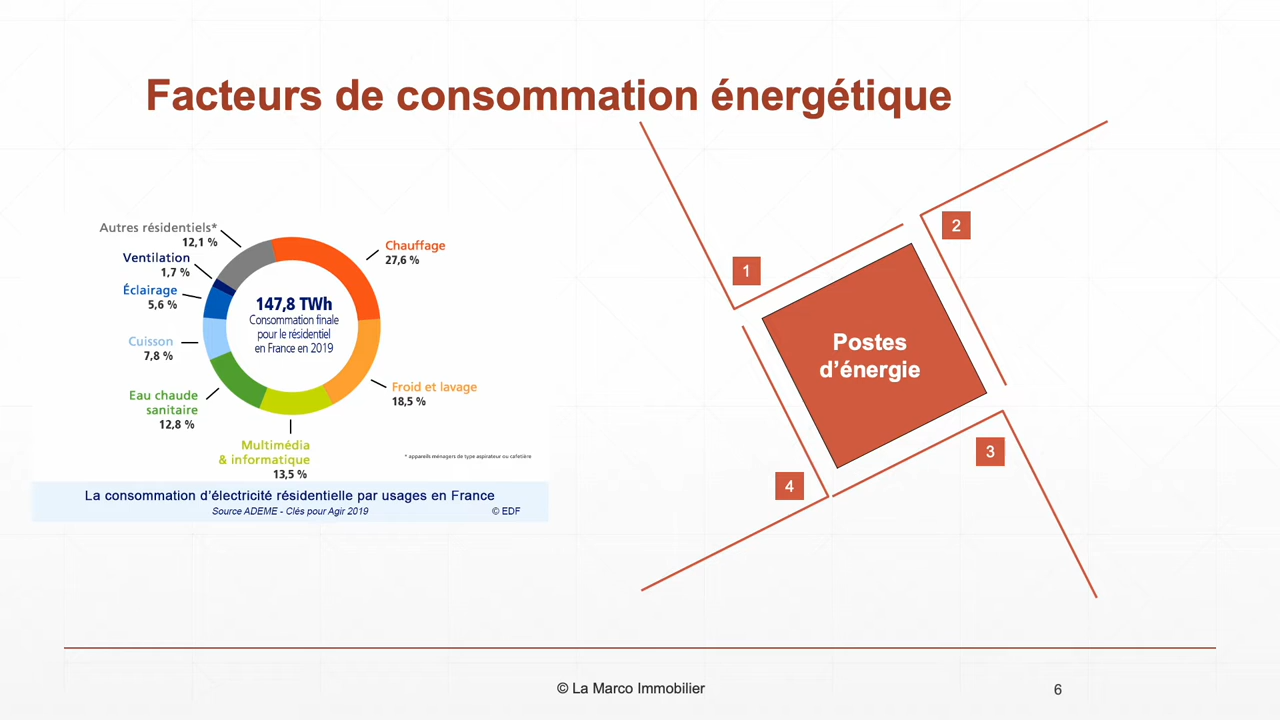 Facteurs de consommation énergétique
Autres résidentiels*
12,1 %
Ventilation
1,7 %
Éclairage
5,6 %
Cuisson
7,8 %
Eau chaude
sanitaire
12,8 %
Multimédia
& informatique
13,5 %
Froid et lavage
18,5 %
Chauffage
27,6 %
147,8 TWh
Consommation finale
pour le résidentiel
en France en 2019
* appareils ménagers de type aspirateur ou cafetière
La consommation d'électricité résidentielle par usages en France
Source ADEME - Clés pour Agir 2019
© EDF
1
2
Postes
d'énergie
3
4
© La Marco Immobilier
6